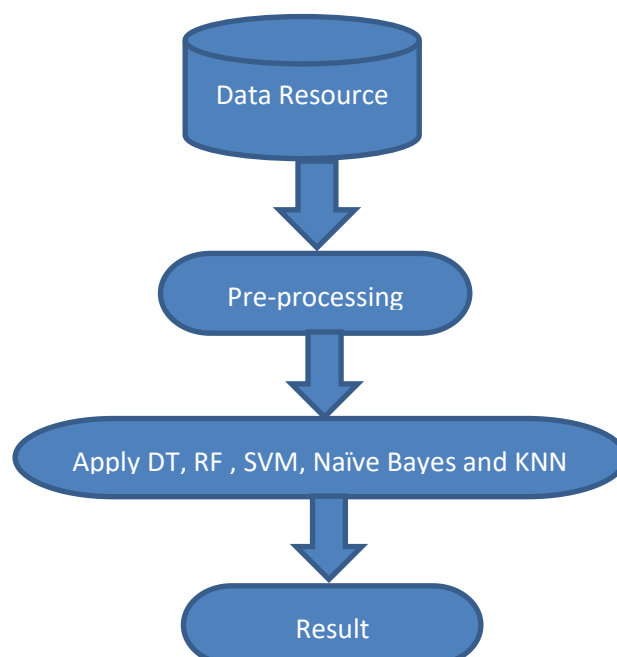 Data Resource
Pre-processing
Apply DT, RF , SVM, Naïve Bayes and KNN
Result